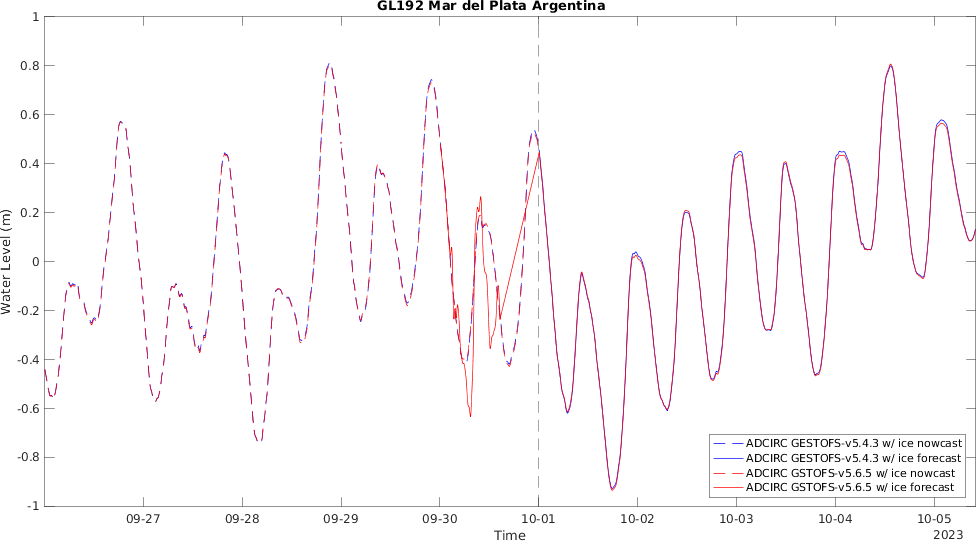 GL192 Mar del Plata Argentina
1
0.8
0.6
0.4
0.2
0
-0.2
-0.4
-0.6
-0.8
-1
Water Level (m)
09-27 09-28 09-29 09-30 10-01 10-02 10-03 10-04 10-05
Time
2023
ADCIRC GESTOFS-v5.4.3 w/ ice nowcast
ADCIRC GESTOFS-v5.4.3 w/ ice forecast
ADCIRC GSTOFS-v5.6.5 w/ ice nowcast
ADCIRC GSTOFS-v5.6.5 w/ ice forecast